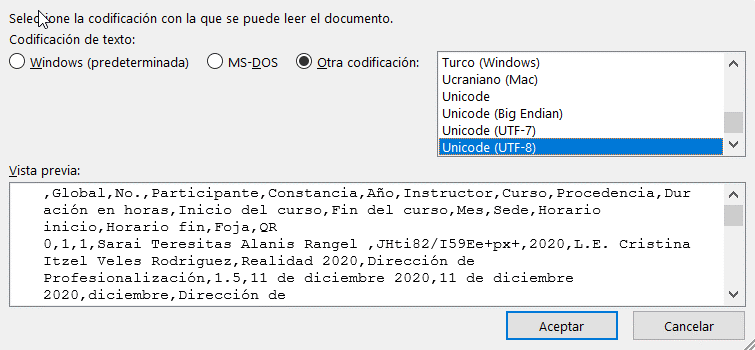 Seleccione la codificación con la que se puede leer el documento.
Codificación de texto:
Windows (predeterminada)
MS-DOS
Otra codificación:
Turco (Windows)
Ucraniano (Mac)
Unicode
Unicode (Big Endian)
Unicode (UTF-7)
Unicode (UTF-8)
Vista previa:
,Global,No.,Participante,Constancia,Año,Instructor,Curso,Procedencia,Dur
ación en horas,Inicio del curso,Fin del curso,Mes,Sede,Horario
inicio,Horario fin,Foja,QR
0,1,1,Sarai Teresitas Alanis Rangel ,JHti82/I59Ee+px+,2020,L.E. Cristina
Itzel Veles Rodriguez,Realidad 2020,Dirección de
Profesionalización,1.5,11 de diciembre 2020,11 de diciembre
2020,diciembre,Dirección de
Aceptar
Cancelar